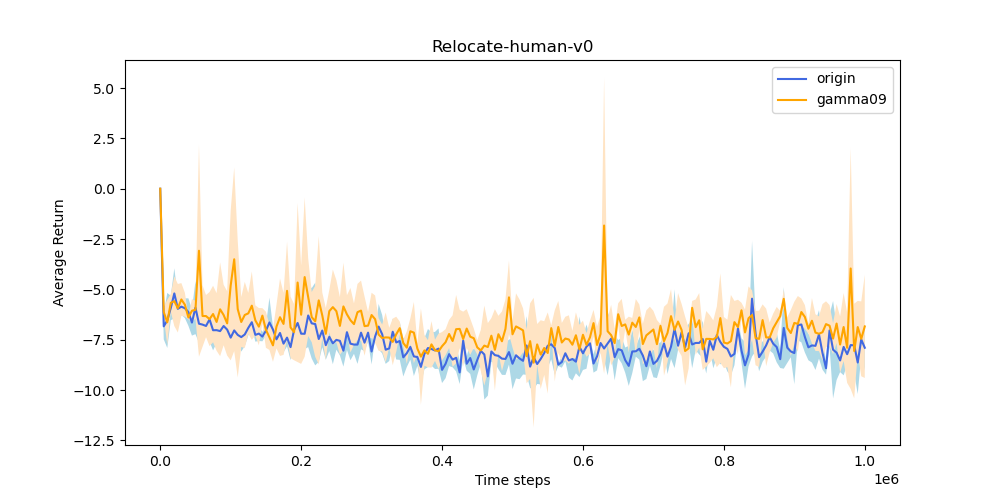 Relocate-human-v0
origin
gamma09
Average Return
5.0
2.5
0.0
−2.5
−5.0
−7.5
−10.0
−12.5
0.0 0.2 0.4 0.6 0.8 1.0
1e6
Time steps